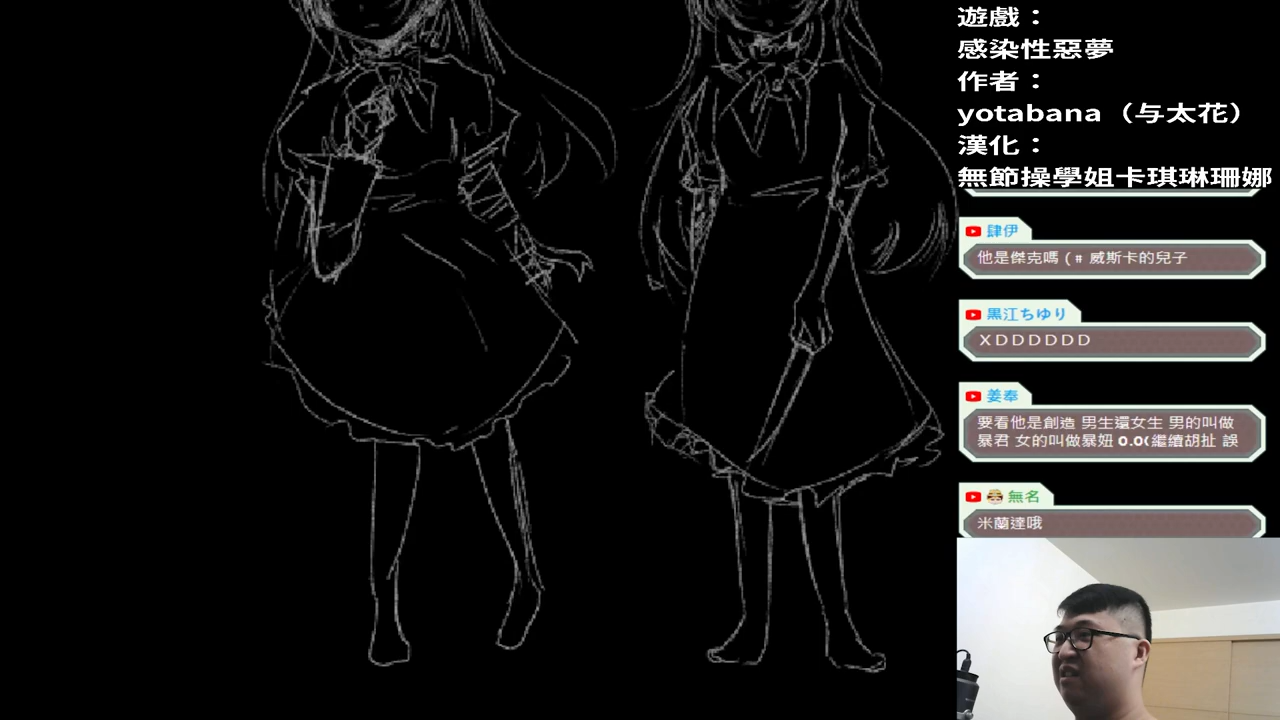 遊戲：
感染性惡夢
作者：
yotabana （与太花）
漢化：
無節操學姐卡琪琳珊娜
肆伊
他是傑克嗎 (# 威斯卡的兒子
黒江ちゆり
ＸＤＤＤＤＤＤ
姜奉
要看他是創造 男生還女生 男的叫做
暴君 女的叫做暴妞 0.0(繼續胡扯 誤
無名
米蘭達哦